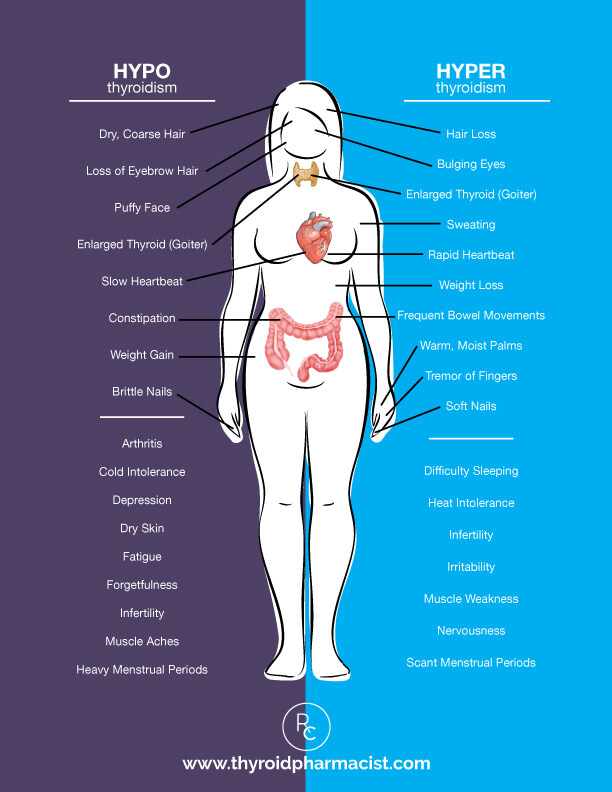 HYPO
thyroidism
Dry, Coarse Hair
Loss of Eyebrow Hair
Puffy Face
Enlarged Thyroid (Goiter)
Slow Heartbeat
Constipation
Weight Gain
Brittle Nails
Arthritis
Cold Intolerance
Depression
Dry Skin
Fatigue
Forgetfulness
Infertility
Muscle Aches
Heavy Menstrual Periods
HYPER
thyroidism
Hair Loss
Bulging Eyes
Enlarged Thyroid (Goiter)
Sweating
Rapid Heartbeat
Weight Loss
Frequent Bowel Movements
Warm, Moist Palms
Tremor of Fingers
Soft Nails
Difficulty Sleeping
Heat Intolerance
Infertility
Irritability
Muscle Weakness
Nervousness
Scant Menstrual Periods
RC
www.thyroidpharmacist.com